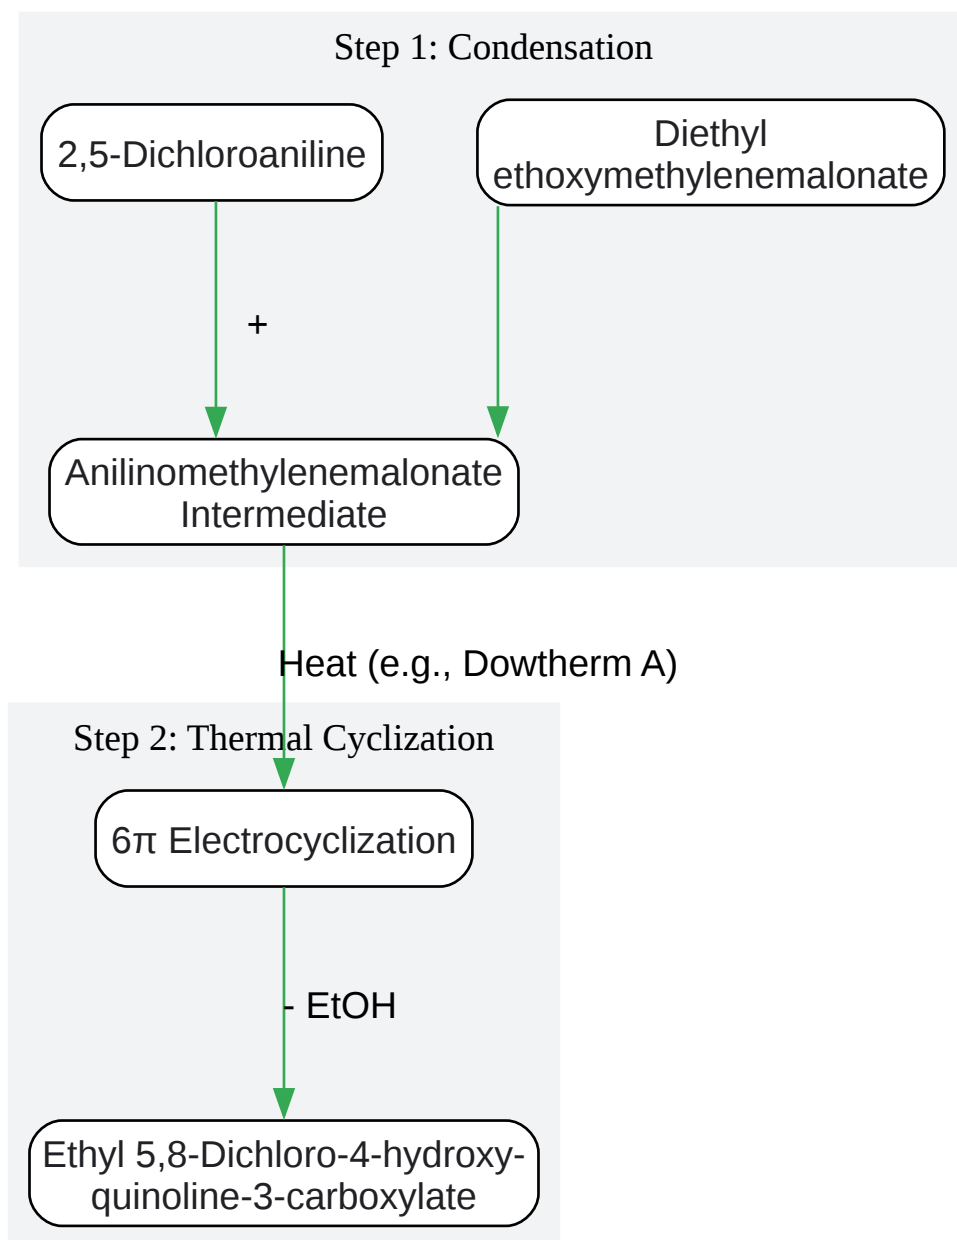 Step 1: Condensation
2,5-Dichloroaniline
Diethyl
ethoxymethylenemalonate
+
Anilinomethylenemalonate
Intermediate
Heat (e.g., Dowtherm A)
Step 2: Thermal Cyclization
6π Electrocyclization
- EtOH
Ethyl 5,8-Dichloro-4-hydroxy-
quinoline-3-carboxylate